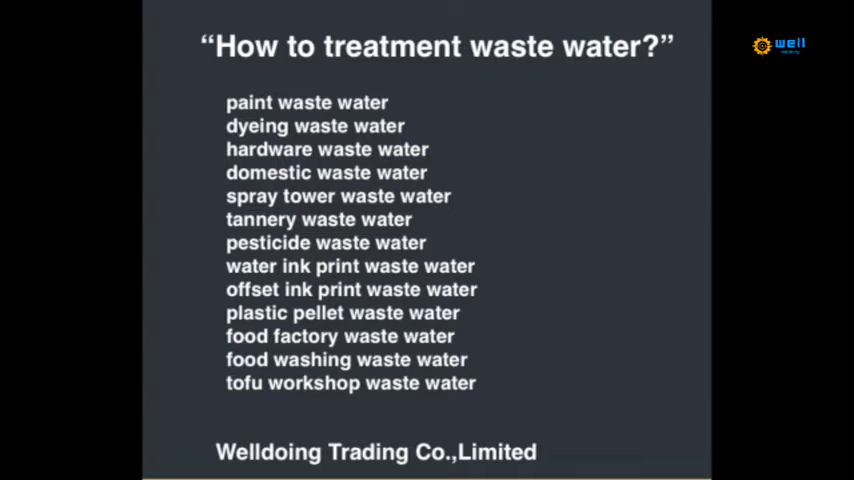 “How to treatment waste water?”
well
paint waste water
dyeing waste water
hardware waste water
domestic waste water
spray tower waste water
tannery waste water
pesticide waste water
water ink print waste water
offset ink print waste water
plastic pellet waste water
food factory waste water
food washing waste water
tofu workshop waste water
Welldoing Trading Co.,Limited